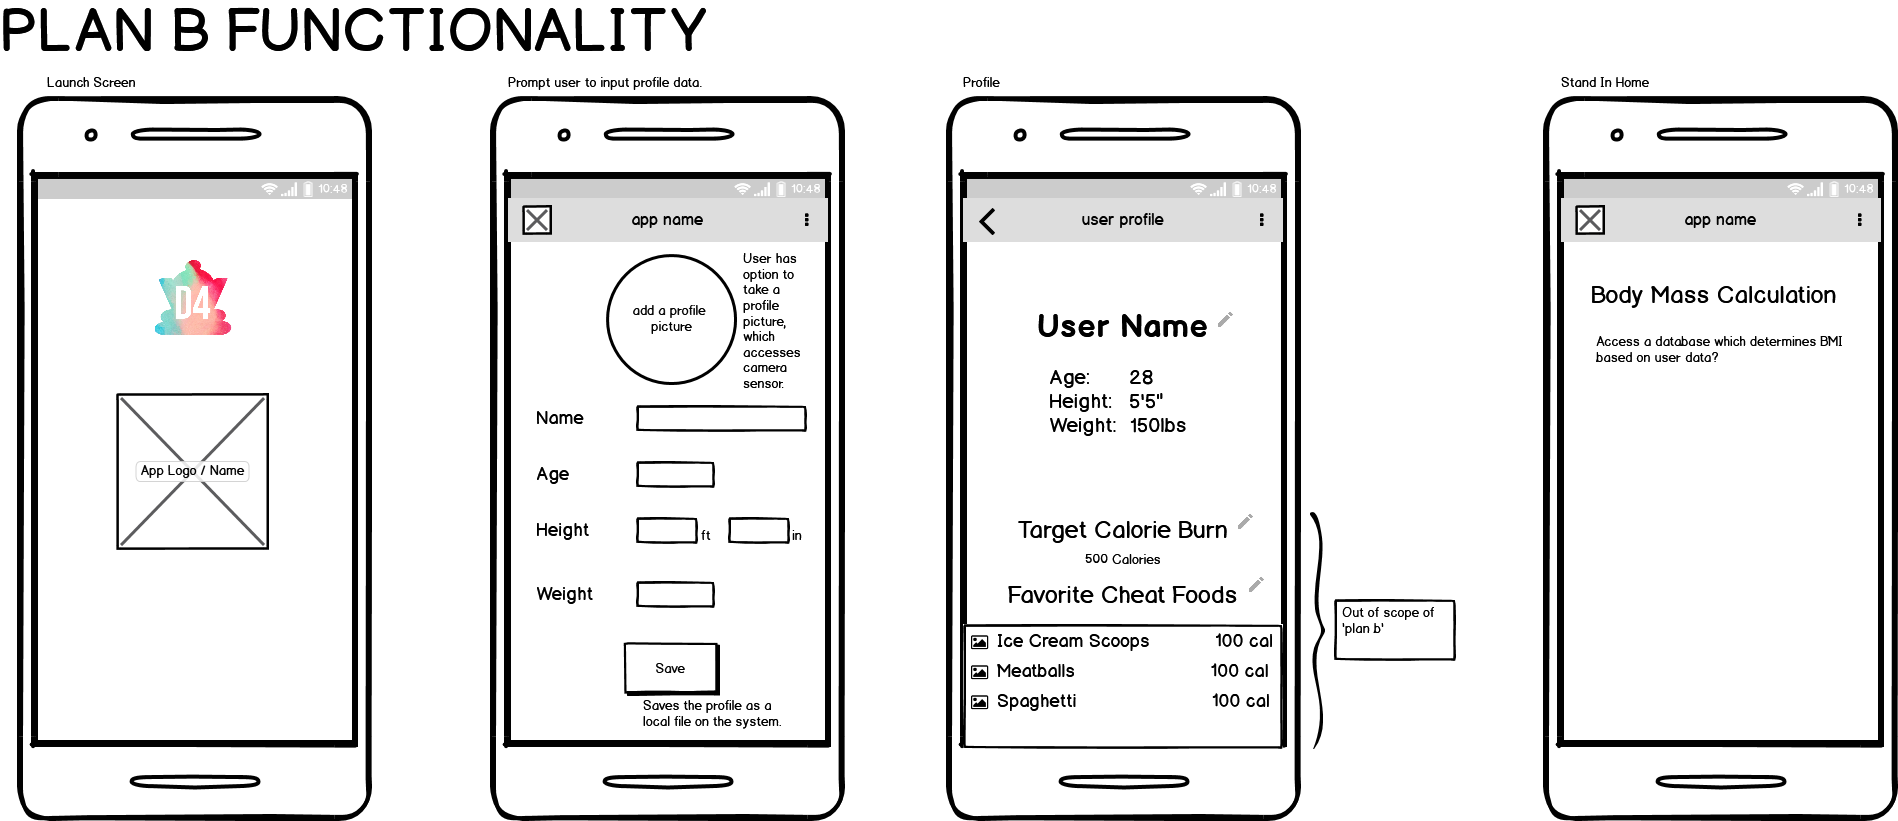 PLAN B FUNCTIONALITY
Launch Screen
10:48
D4
App Logo / Name
Prompt user to input profile data.
10:48
app name
add a profile
picture
User has
option to
take a
profile
picture,
which
accesses
camera
sensor.
Name
Age
Height ft in
Weight
Save
Saves the profile as a
local file on the system.
Profile
10:48
user profile
User Name
Age: 28
Height: 5'5"
Weight: 150lbs
Target Calorie Burn
500 Calories
Favorite Cheat Foods
Ice Cream Scoops 100 cal
Meatballs 100 cal
Spaghetti 100 cal
Out of scope of
'plan b'
Stand In Home
10:48
app name
Body Mass Calculation
Access a database which determines BMI
based on user data?